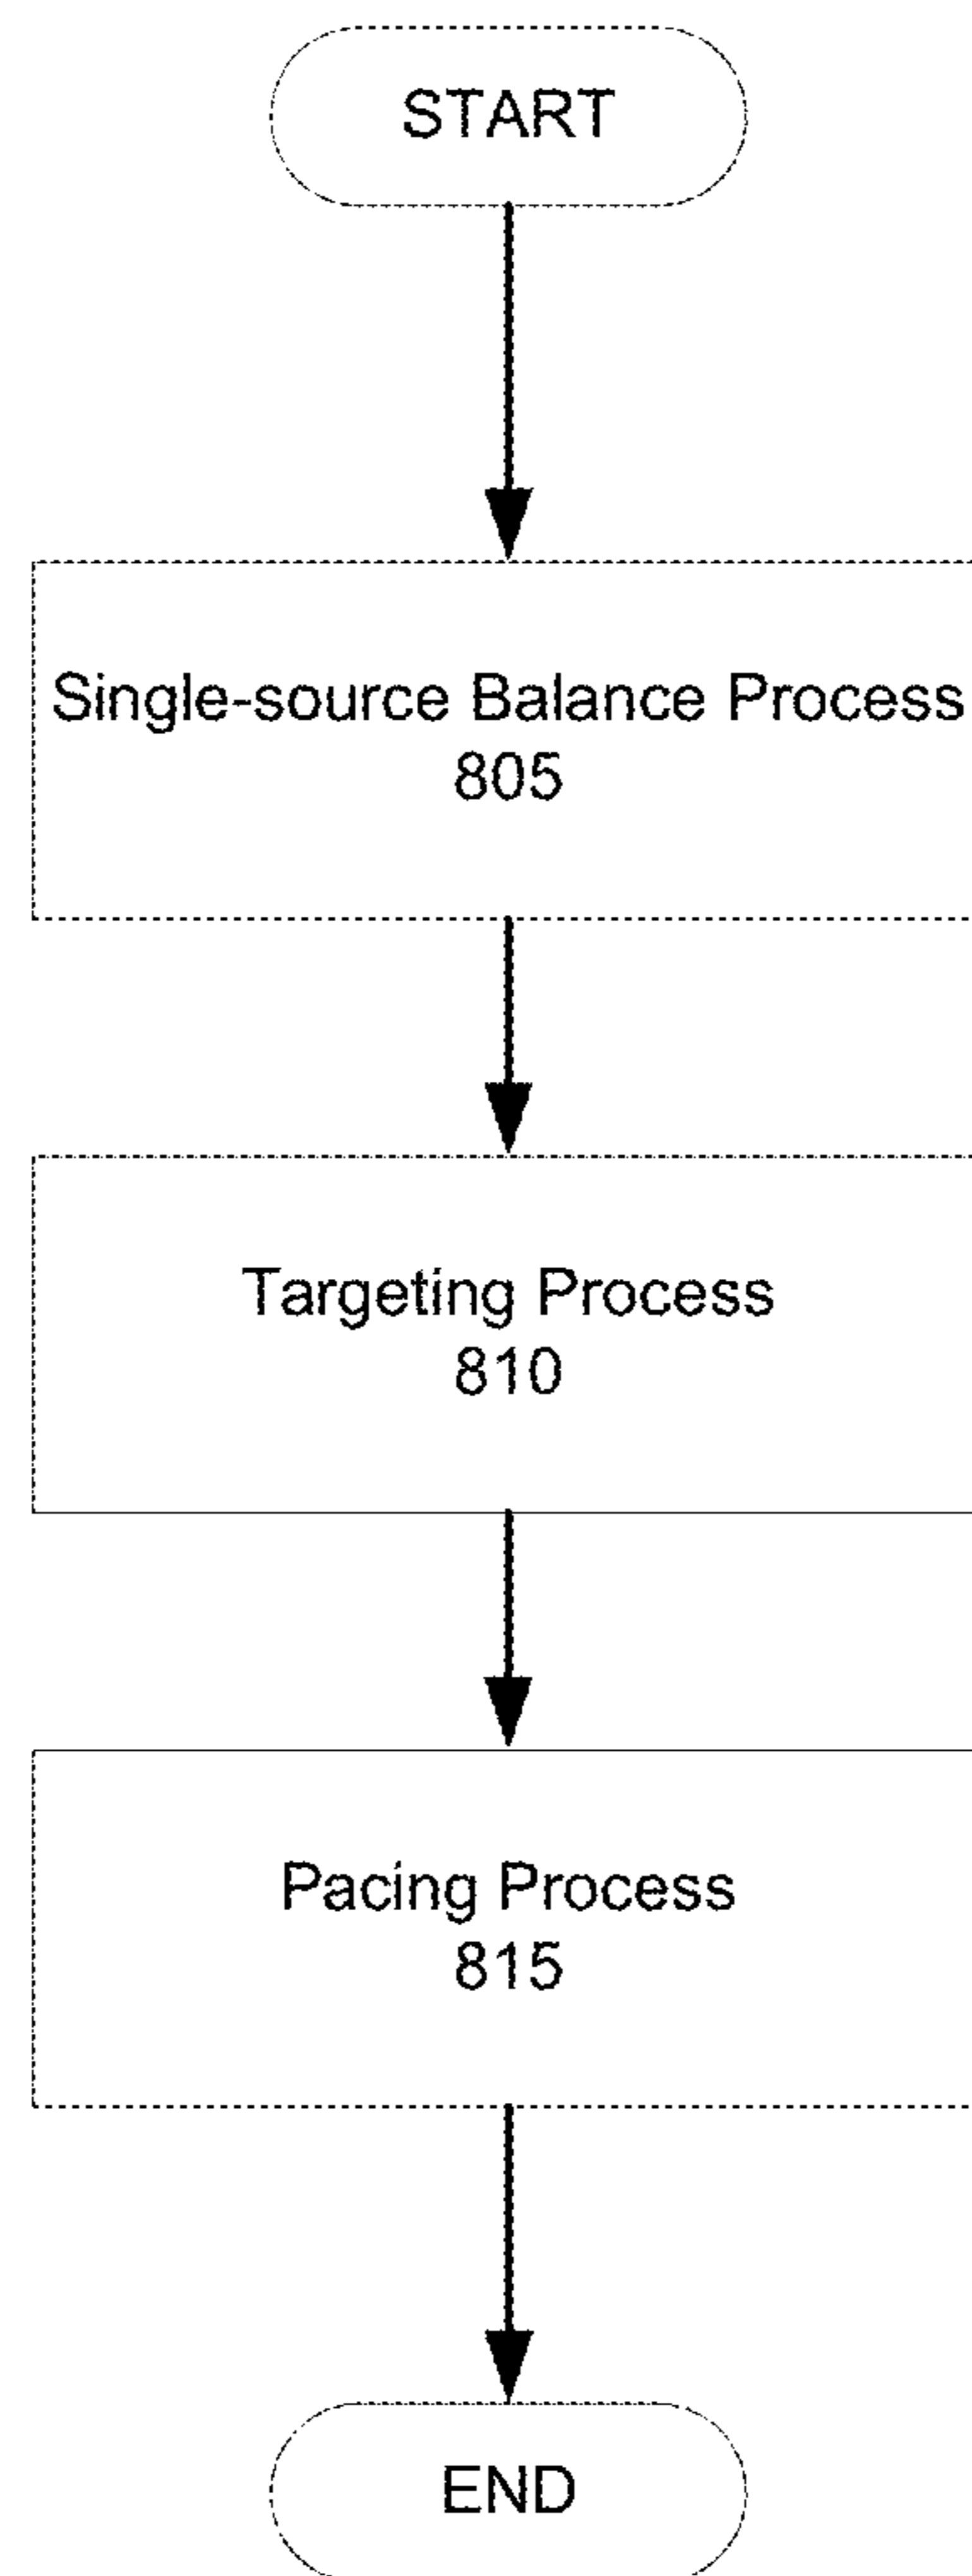 START
Single-source Balance Process
805
Targeting Process
810
Pacing Process
815
END